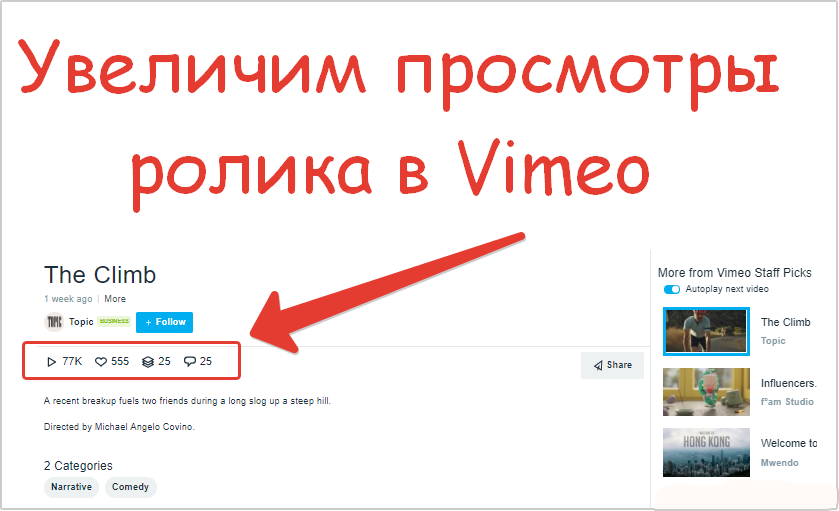 Увеличим просмотры
ролика в Vimeo
The Climb
1 week ago | More
TOPIC Topic BUSINESS + Follow
77K 555 25 25
Share
A recent breakup fuels two friends during a long slog up a steep hill.
Directed by Michael Angelo Covino.
2 Categories
Narrative Comedy
More from Vimeo Staff Picks
Autoplay next video
The Climb
Topic
Influencers.
f°am Studio
HONG KONG
Welcome to
Mwendo